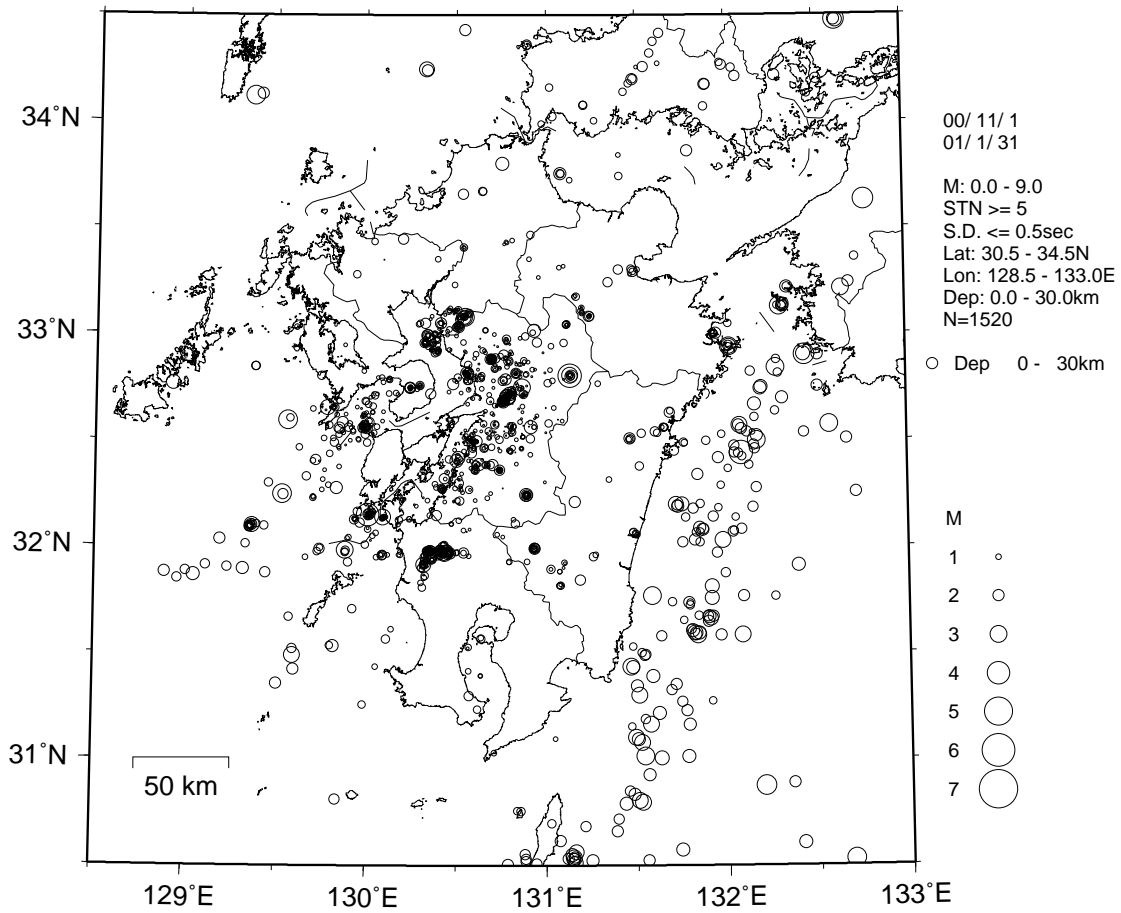 34˚N
33˚N
32˚N
31˚N
50 km
129˚E
130˚E
131˚E
132˚E
133˚E
00/ 11/ 1
01/ 1/ 31
M: 0.0 - 9.0
STN >= 5
S.D. <= 0.5sec
Lat: 30.5 - 34.5N
Lon: 128.5 - 133.0E
Dep: 0.0 - 30.0km
N=1520
Dep 0 - 30km
M
1
2
3
4
5
6
7